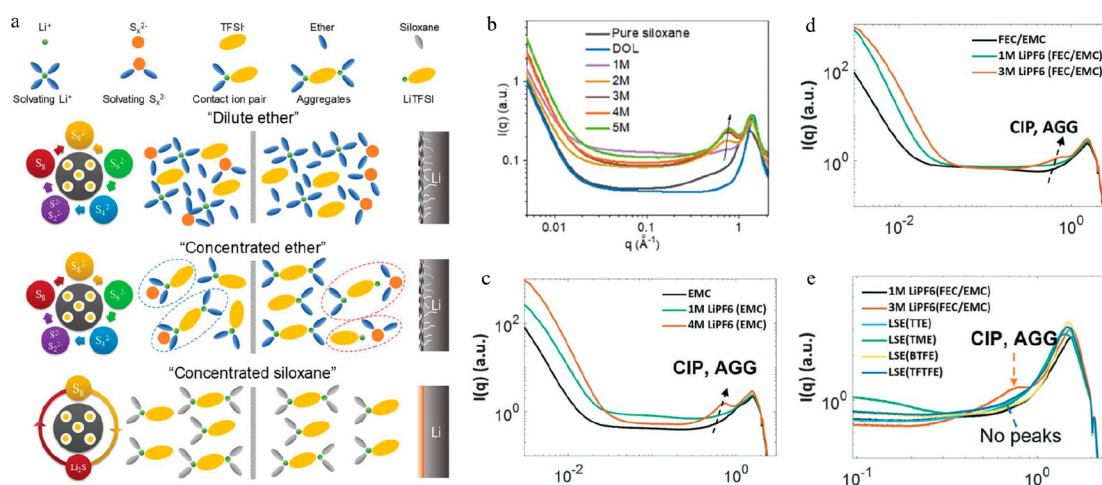 a
Li⁺
Sₓ²⁻
TFSI⁻
Ether
Siloxane
Solvating Li⁺
Solvating Sₓ²⁻
Contact ion pair
Aggregates
LiTFSI
“Dilute ether”
S₈²⁻
S₈
S₆²⁻
S²⁻
S₂²⁻
S₄²⁻
Li
“Concentrated ether”
S₈²⁻
S₈
S₆²⁻
S²⁻
S₂²⁻
S₄²⁻
“Concentrated siloxane”
S₈
Li₂S
Li
b
Pure siloxane
DOL
1M
2M
3M
4M
5M
I(q) (a.u.)
1
0.1
0.01
0.1
1
q (Å⁻¹)
c
EMC
1M LiPF6 (EMC)
4M LiPF6 (EMC)
CIP, AGG
I(q) (a.u.)
10²
10⁰
10⁻²
10⁰
d
FEC/EMC
1M LiPF6 (FEC/EMC)
3M LiPF6 (FEC/EMC)
CIP, AGG
I(q) (a.u.)
10²
10⁰
10⁻²
10⁰
e
1M LiPF6(FEC/EMC)
3M LiPF6(FEC/EMC)
LSE(TTE)
LSE(TME)
LSE(BTFE)
LSE(TFTFE)
CIP, AGG
No peaks
I(q) (a.u.)
10⁰
10⁻¹
10⁰